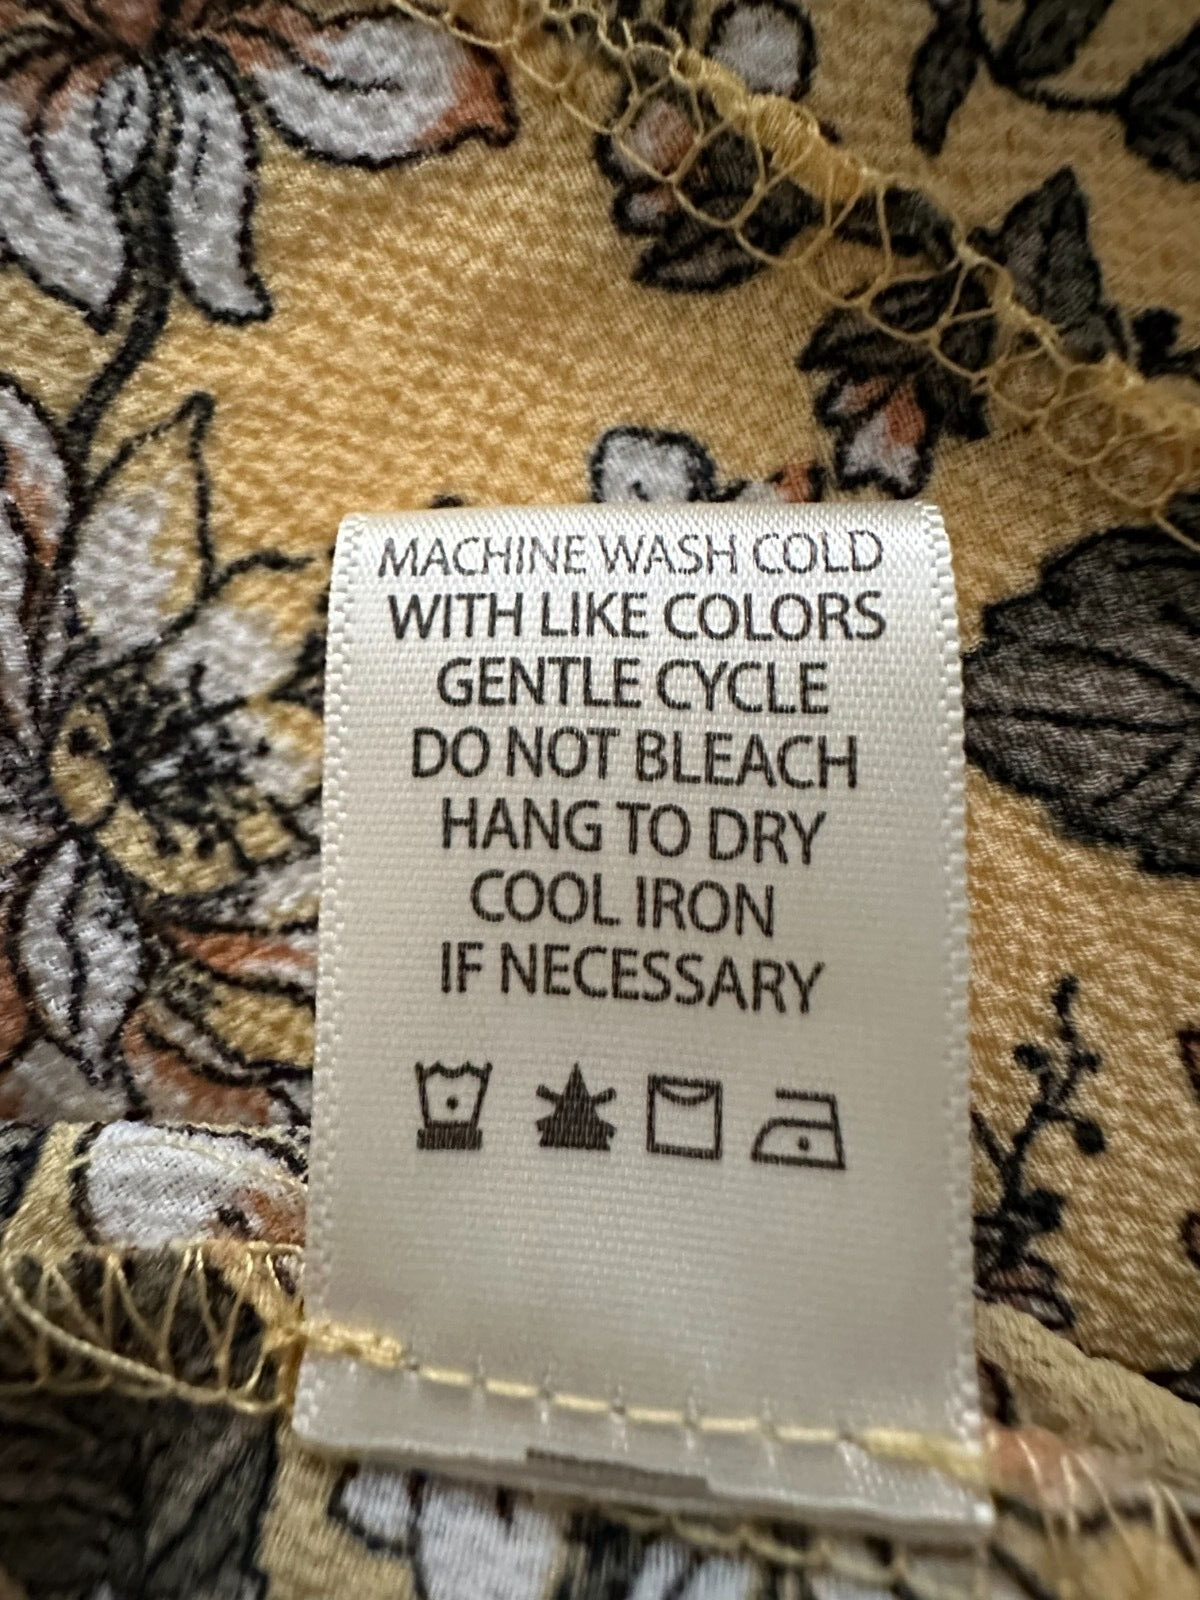 MACHINE WASH COLD
WITH LIKE COLORS
GENTLE CYCLE
DO NOT BLEACH
HANG TO DRY
COOL IRON
IF NECESSARY